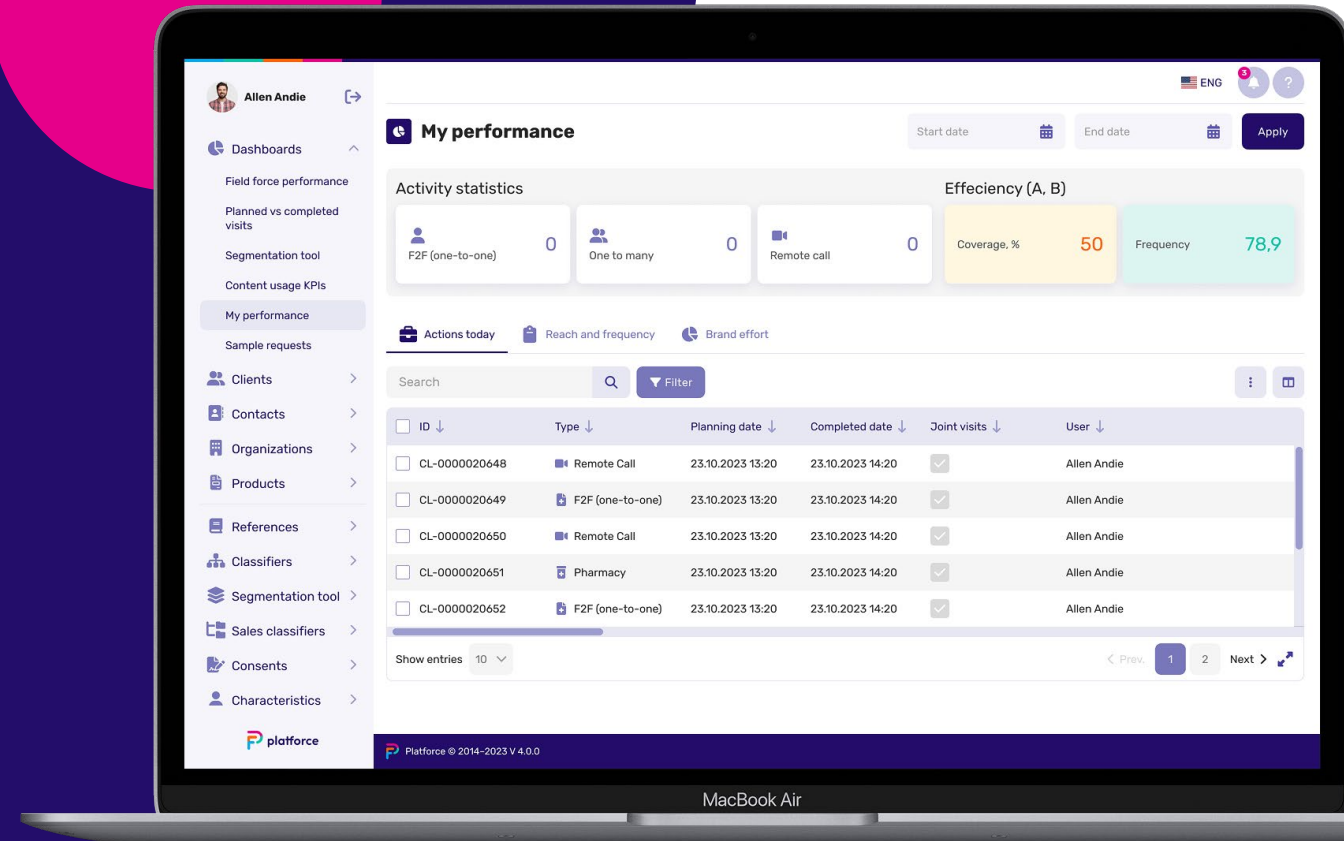 Allen Andie
ENG
3
?
Dashboards
Field force performance
Planned vs completed
visits
Segmentation tool
Content usage KPIs
My performance
Sample requests
Clients
Contacts
Organizations
Products
References
Classifiers
Segmentation tool
Sales classifiers
Consents
Characteristics
platforce
My performance
Start date
End date
Apply
Activity statistics
Effeciency (A, B)
F2F (one-to-one) 0
One to many 0
Remote call 0
Coverage, % 50
Frequency 78,9
Actions today Reach and frequency Brand effort
Search Filter
ID Type Planning date Completed date Joint visits User
CL-0000020648 Remote Call 23.10.2023 13:20 23.10.2023 14:20 Allen Andie
CL-0000020649 F2F (one-to-one) 23.10.2023 13:20 23.10.2023 14:20 Allen Andie
CL-0000020650 Remote Call 23.10.2023 13:20 23.10.2023 14:20 Allen Andie
CL-0000020651 Pharmacy 23.10.2023 13:20 23.10.2023 14:20 Allen Andie
CL-0000020652 F2F (one-to-one) 23.10.2023 13:20 23.10.2023 14:20 Allen Andie
Show entries 10 Prev. 1 2 Next
Platforce © 2014-2023 V 4.0.0
MacBook Air